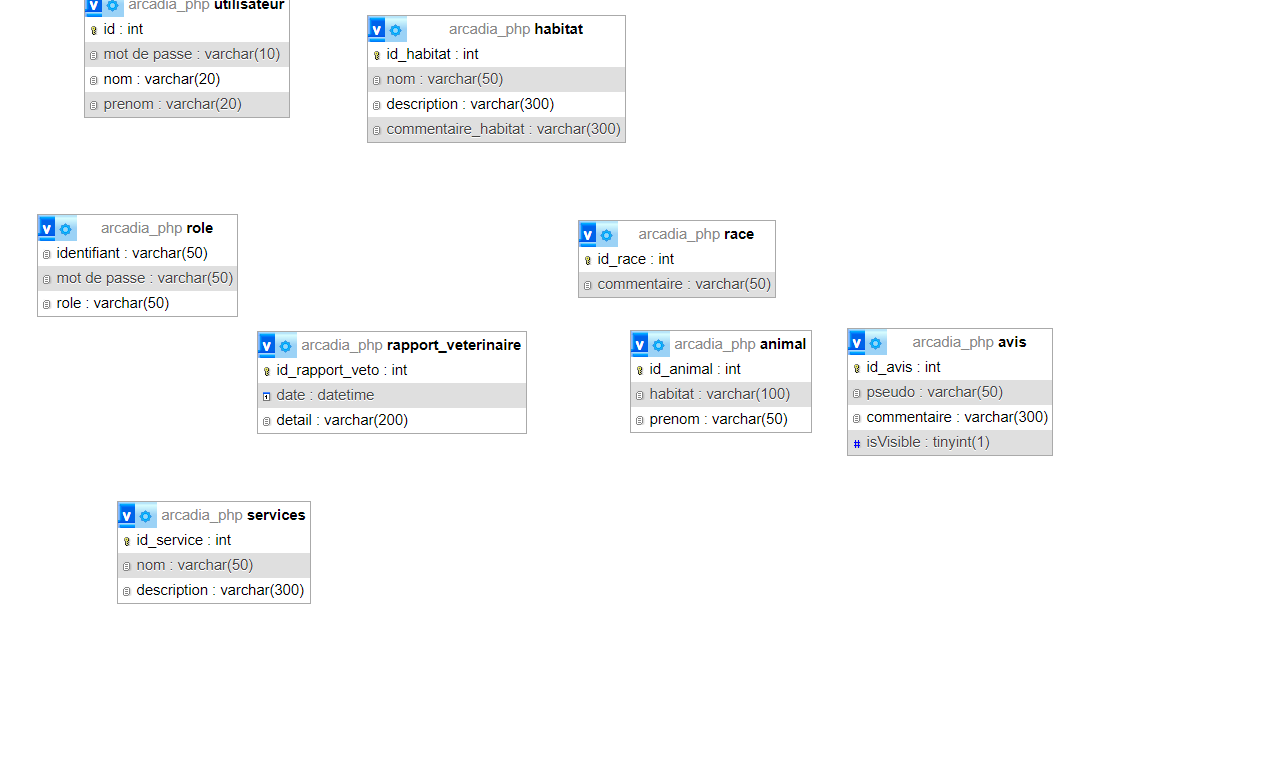 arcadia_php utilisateur
id : int
mot de passe : varchar(10)
nom : varchar(20)
prenom : varchar(20)
v arcadia_php habitat
id_habitat : int
nom : varchar(50)
description : varchar(300)
commentaire_habitat : varchar(300)
v arcadia_php role
identifiant : varchar(50)
mot de passe : varchar(50)
role : varchar(50)
v arcadia_php race
id_race : int
commentaire : varchar(50)
v arcadia_php rapport_veterinaire
id_rapport_veto : int
date : datetime
detail : varchar(200)
v arcadia_php animal
id_animal : int
habitat : varchar(100)
prenom : varchar(50)
v arcadia_php avis
id_avis : int
pseudo : varchar(50)
commentaire : varchar(300)
# isVisible : tinyint(1)
v arcadia_php services
id_service : int
nom : varchar(50)
description : varchar(300)